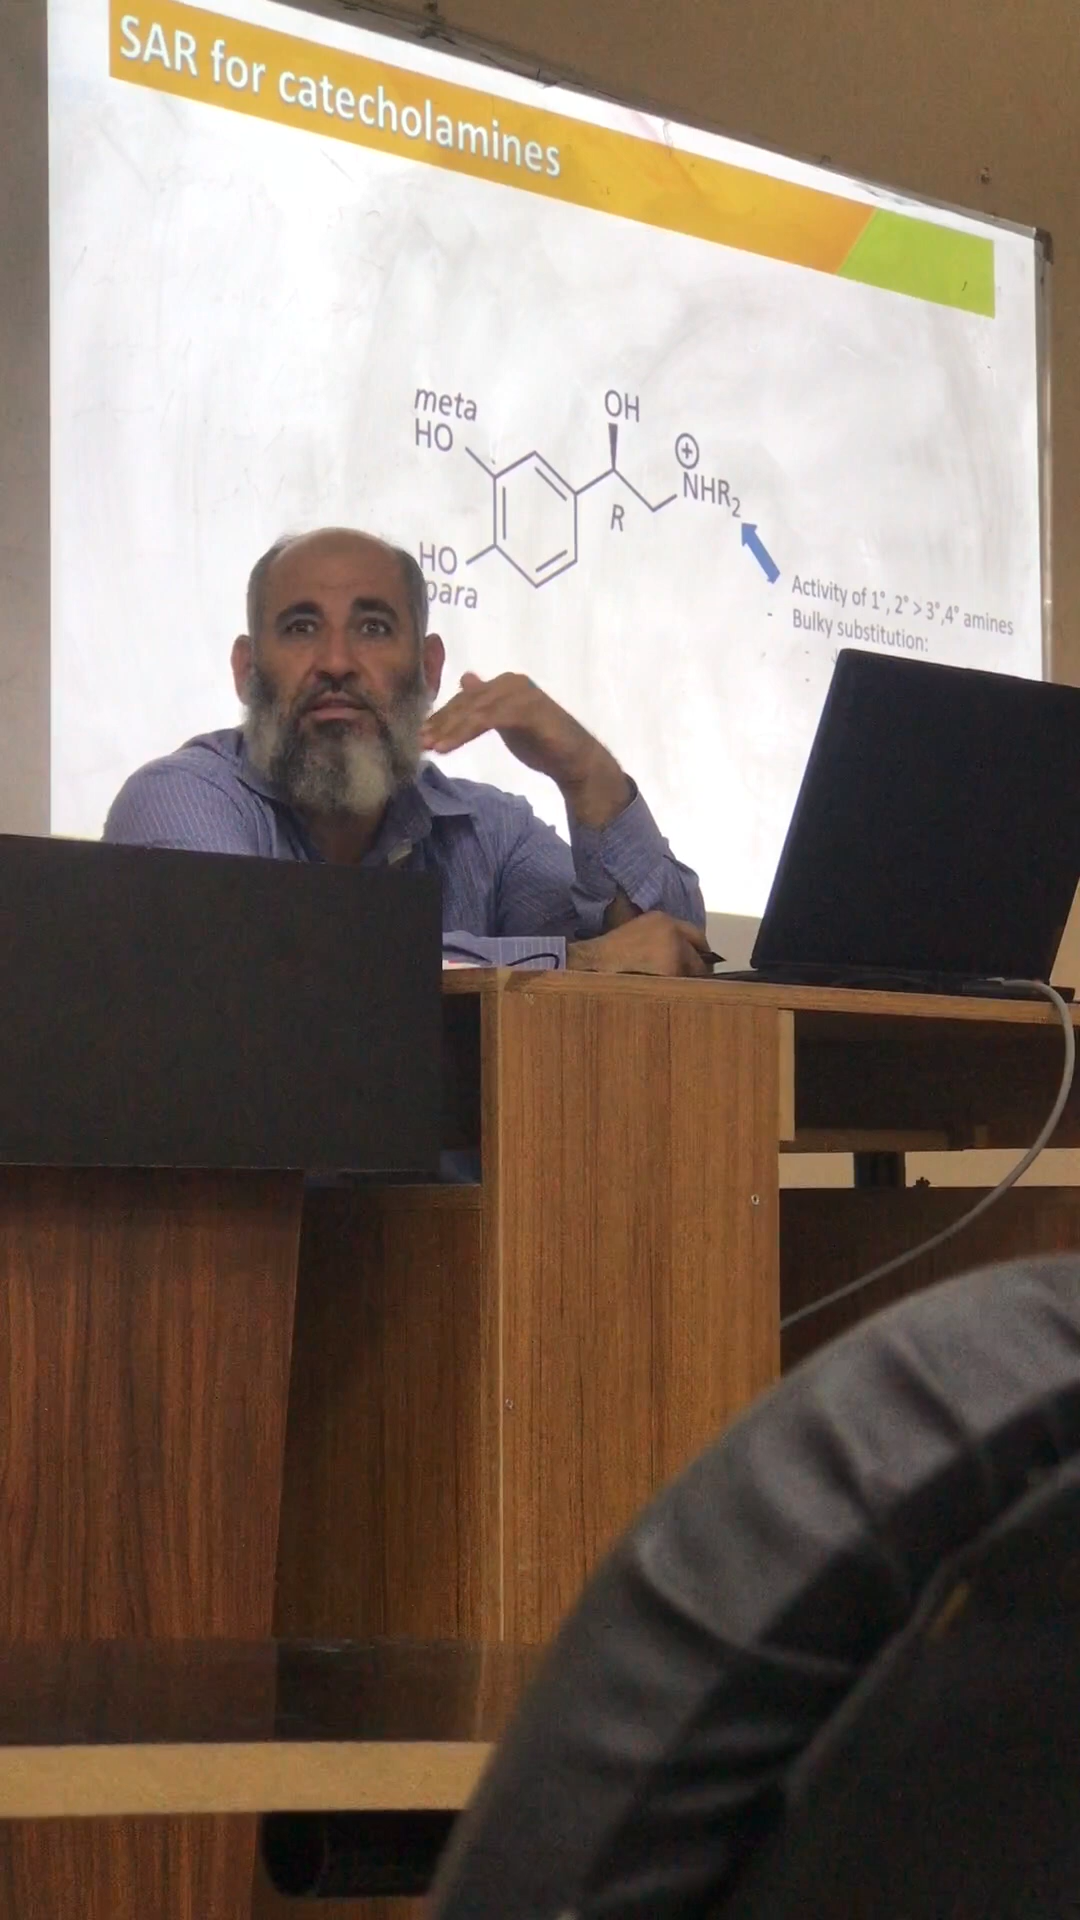 SAR for catecholamines
meta
HO
OH
+
NHR2
R
HO
para
Activity of 1°, 2° > 3°,4° amines
- Bulky substitution: